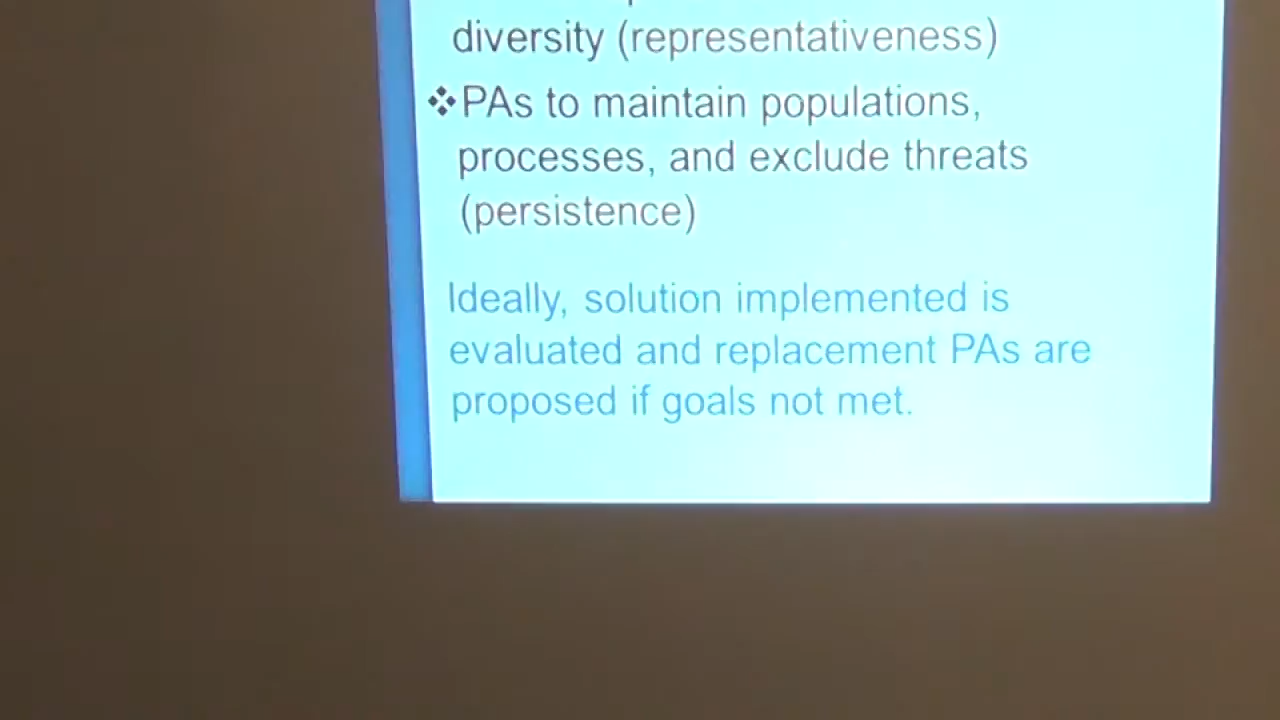 diversity (representativeness)
❖PAs to maintain populations,
processes, and exclude threats
(persistence)
Ideally, solution implemented is
evaluated and replacement PAs are
proposed if goals not met.